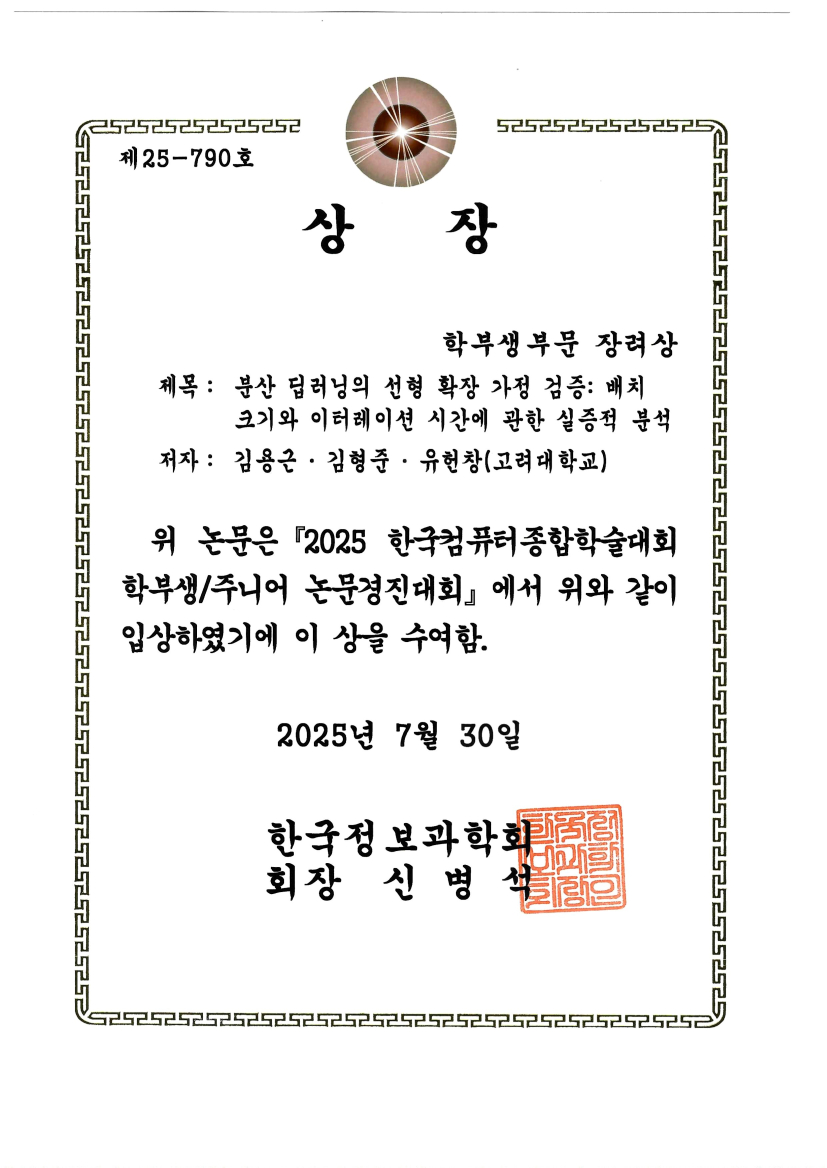 제25-790호
상 장
학부생부문 장려상
제목 : 분산 딥러닝의 선형 확장 가정 검증: 배치
크기와 이터레이션 시간에 관한 실증적 분석
저자 : 김용근 · 김형준 · 유헌창(고려대학교)
위 논문은 『2025 한국컴퓨터종합학술대회
학부생/주니어 논문경진대회』 에서 위와 같이
입상하였기에 이 상을 수여함.
2025년 7월 30일
한국정보과학회
회장 신병석